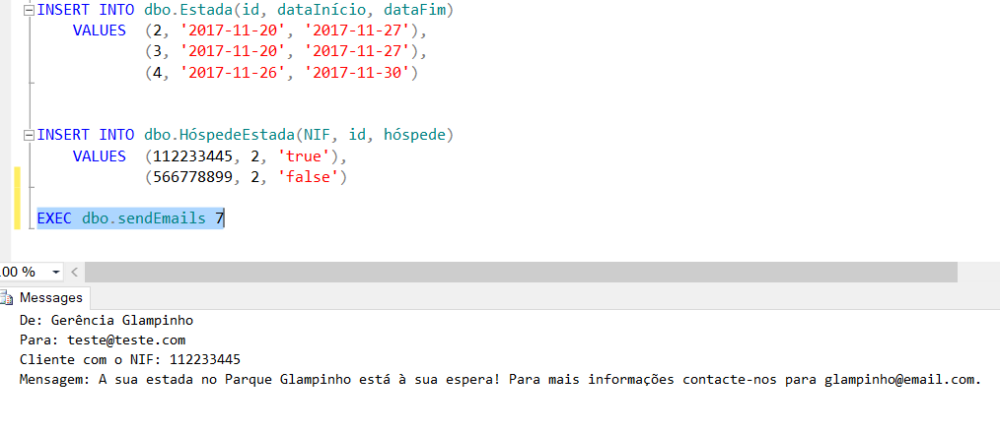 INSERT INTO dbo.Estada(id, dataInício, dataFim)
VALUES (2, '2017-11-20', '2017-11-27'),
(3, '2017-11-20', '2017-11-27'),
(4, '2017-11-26', '2017-11-30')
INSERT INTO dbo.HóspedeEstada(NIF, id, hóspede)
VALUES (112233445, 2, 'true'),
(566778899, 2, 'false')
EXEC dbo.sendEmails 7
.00 %
Messages
De: Gerência Glampinho
Para: teste@teste.com
Cliente com o NIF: 112233445
Mensagem: A sua estada no Parque Glampinho está à sua espera! Para mais informações contacte-nos para glampinho@email.com.